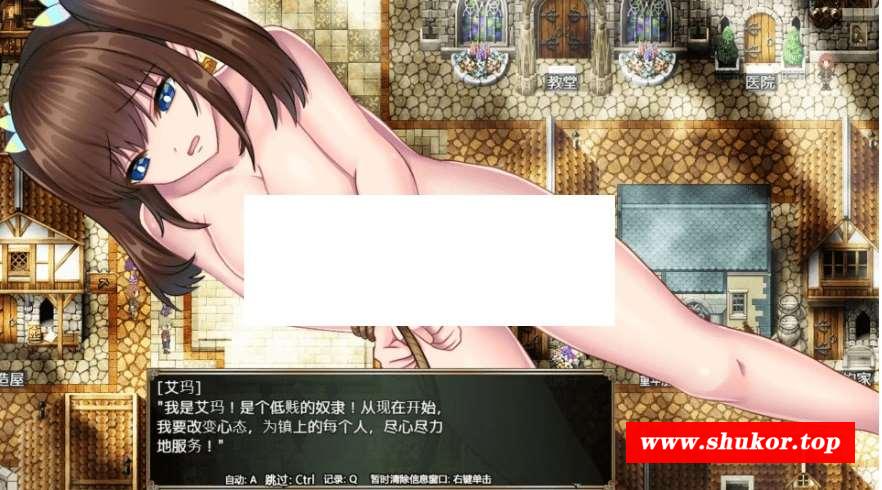 教堂
医院
造屋
[艾玛]
"我是艾玛！是个低贱的奴隶！从现在开始，
我要改变心态，为镇上的每个人，尽心尽力
地服务！"
自动: A 跳过: Ctrl 记录: Q 暂时清除信息窗口: 右键单击
www.shukor.top